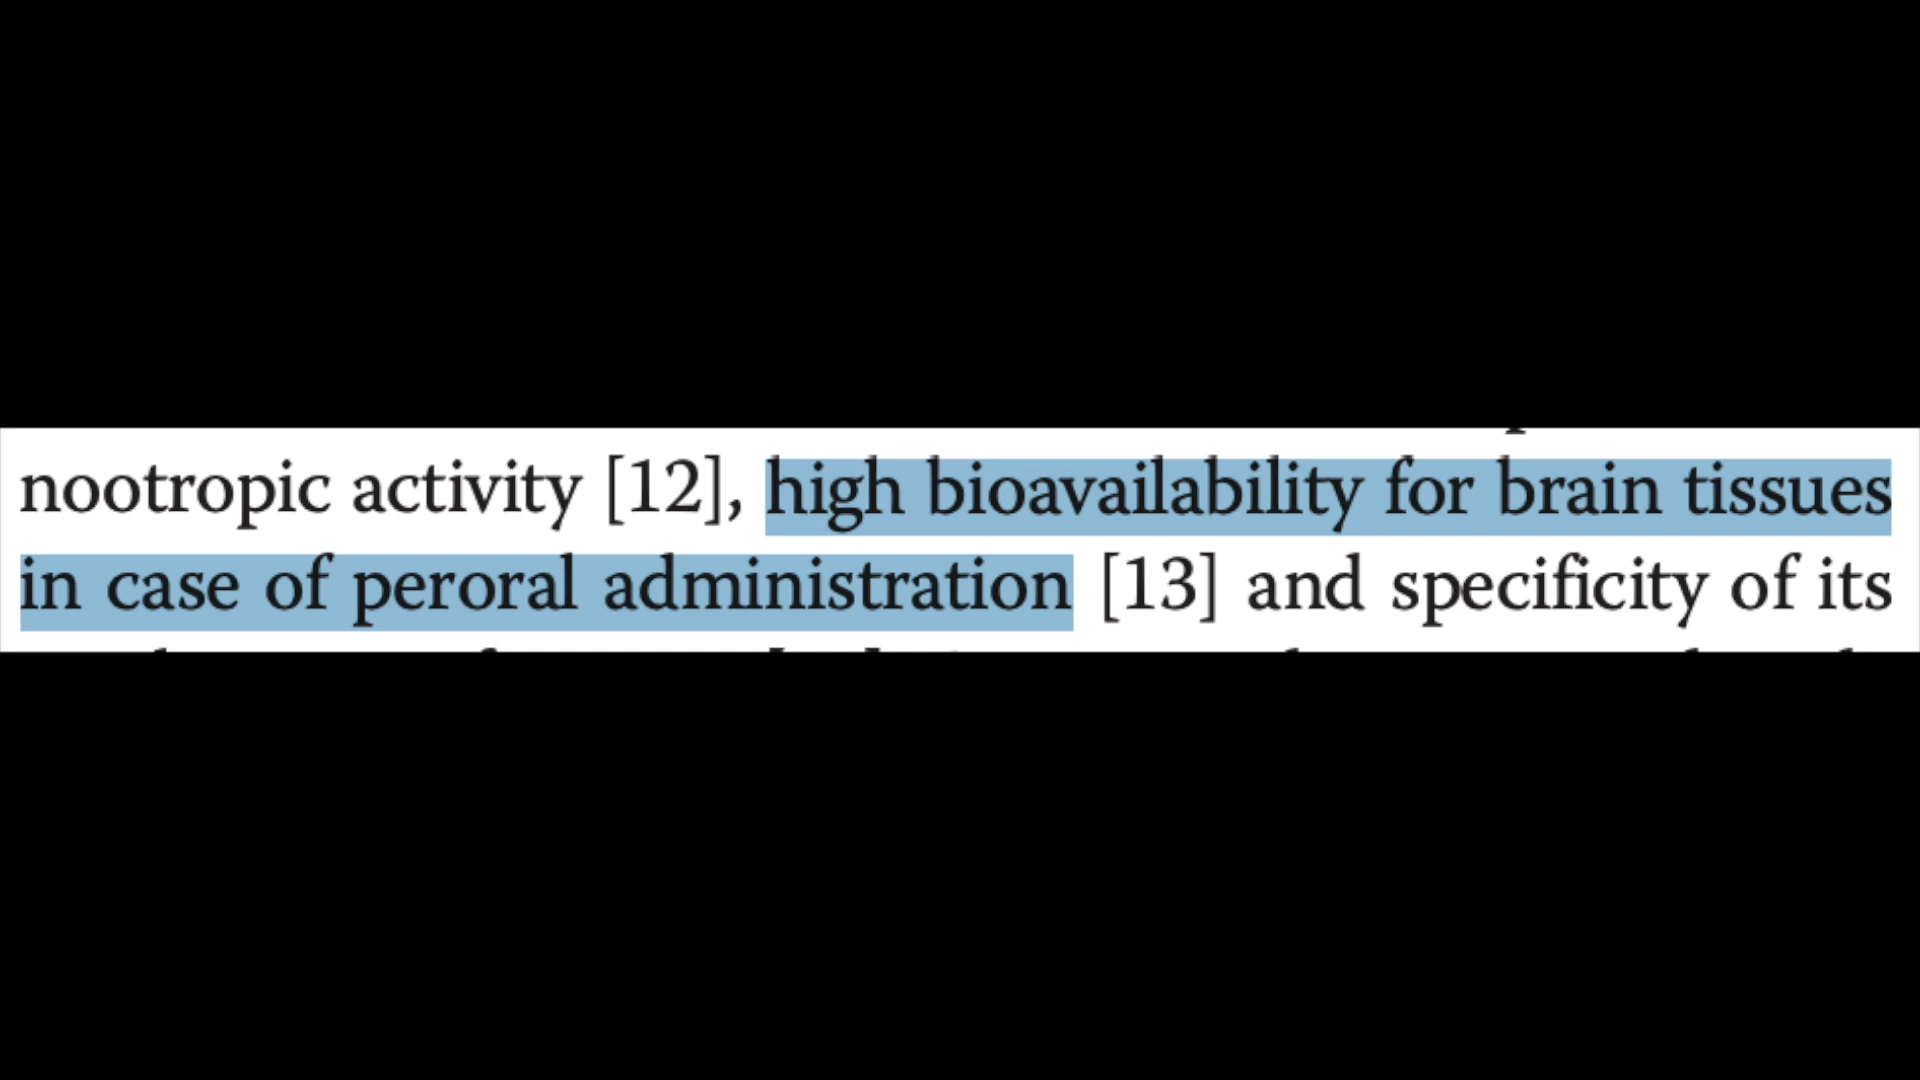 nootropic activity [12], high bioavailability for brain tissues
in case of peroral administration [13] and specificity of its